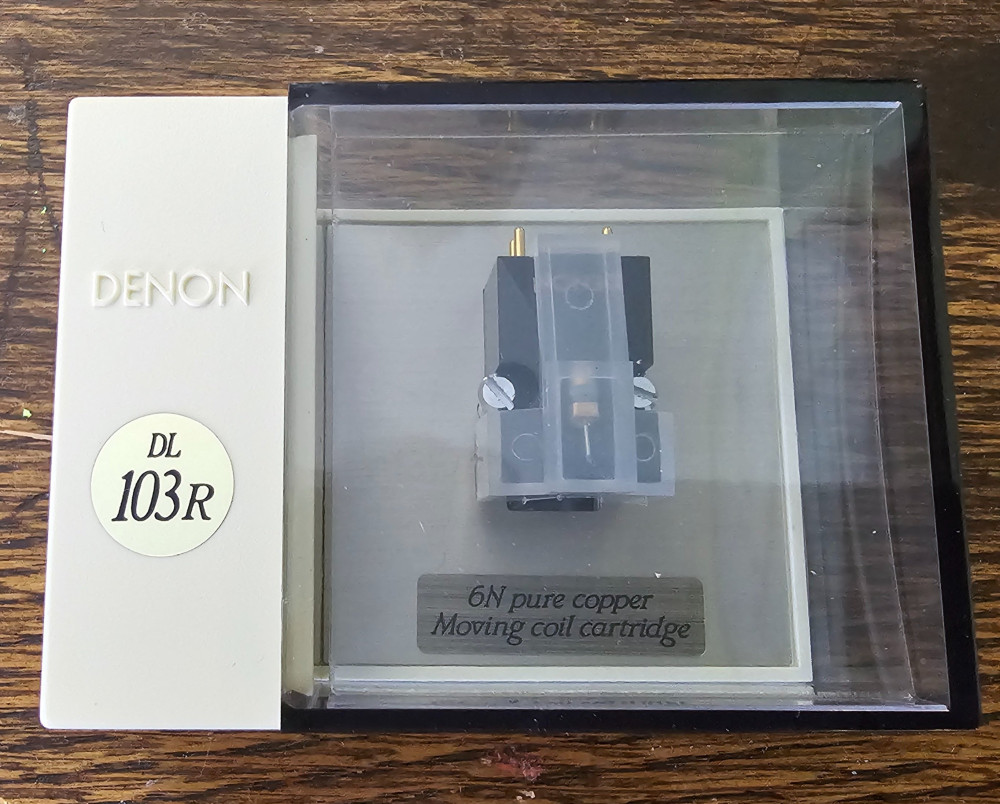 DENON
DL
103R
6N pure copper
Moving coil cartridge